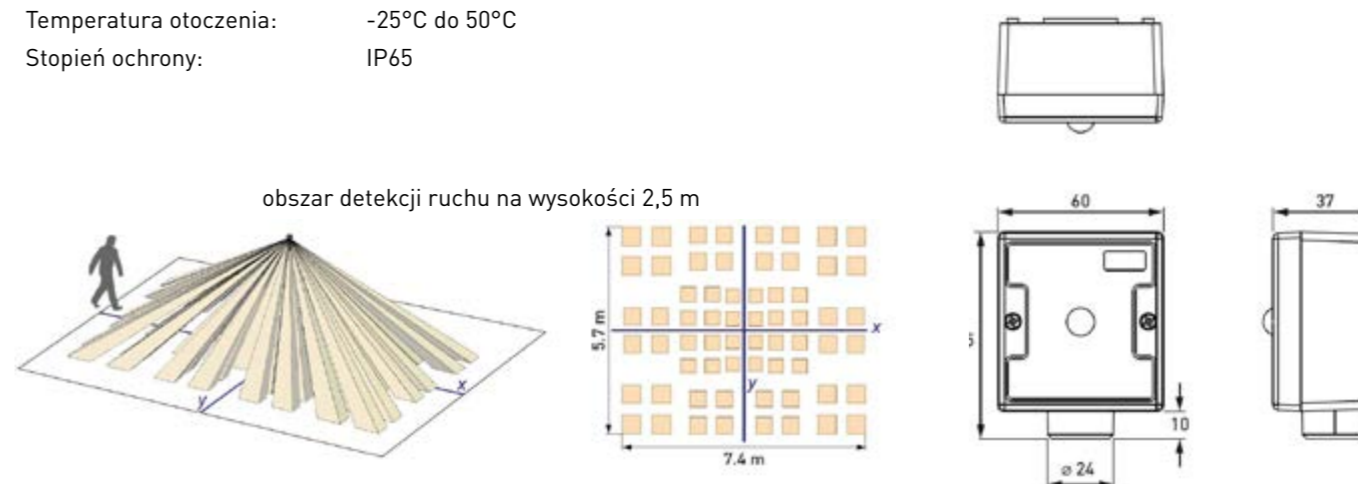 Temperatura otoczenia: -25°C do 50°C
Stopień ochrony: IP65
obszar detekcji ruchu na wysokości 2,5 m
x
y
5.7 m
x
y
7.4 m
60
10
ø 24
37